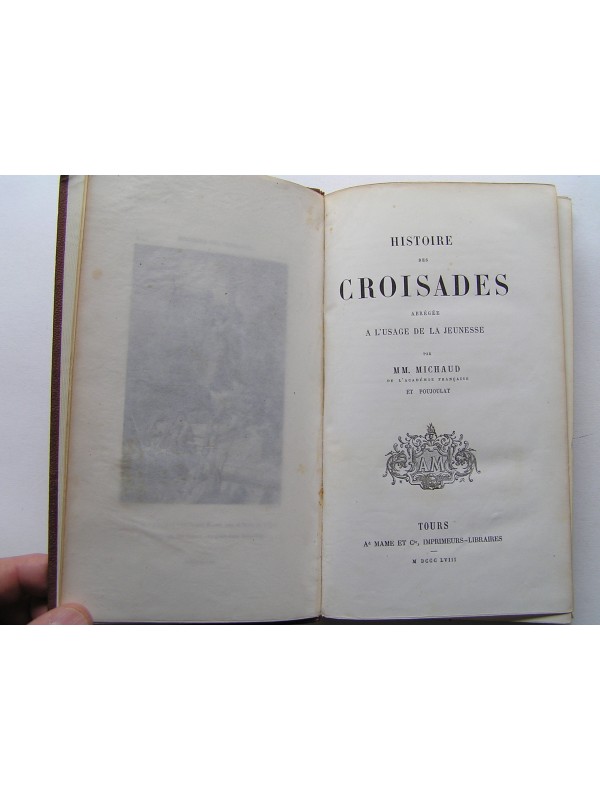 HISTOIRE
DES
CROISADES
ABRÉGÉE
A L'USAGE DE LA JEUNESSE
PAR
MM. MICHAUD
DE L'ACADÉMIE FRANÇAISE
ET POUJOULAT
AM
TOURS
Ad MAME ET Cie, IMPRIMEURS-LIBRAIRES
M DCCC LVIII